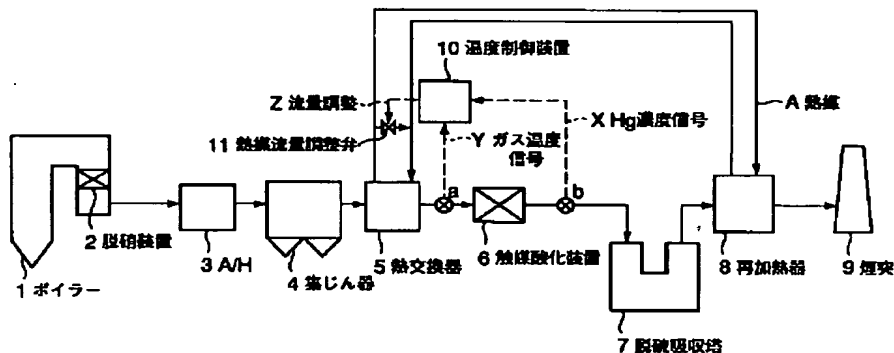 10 温度制御装置
Z 流量調整
A 熱媒
X Hg濃度信号
11 熱媒流量調整弁
Y ガス温度
信号
a
b
2 脱硝装置
3 A/H
4 集じん器
5 熱交換器
6 触媒酸化装置
8 再加熱器
9 煙突
1 ボイラー
7 脱硫吸収塔